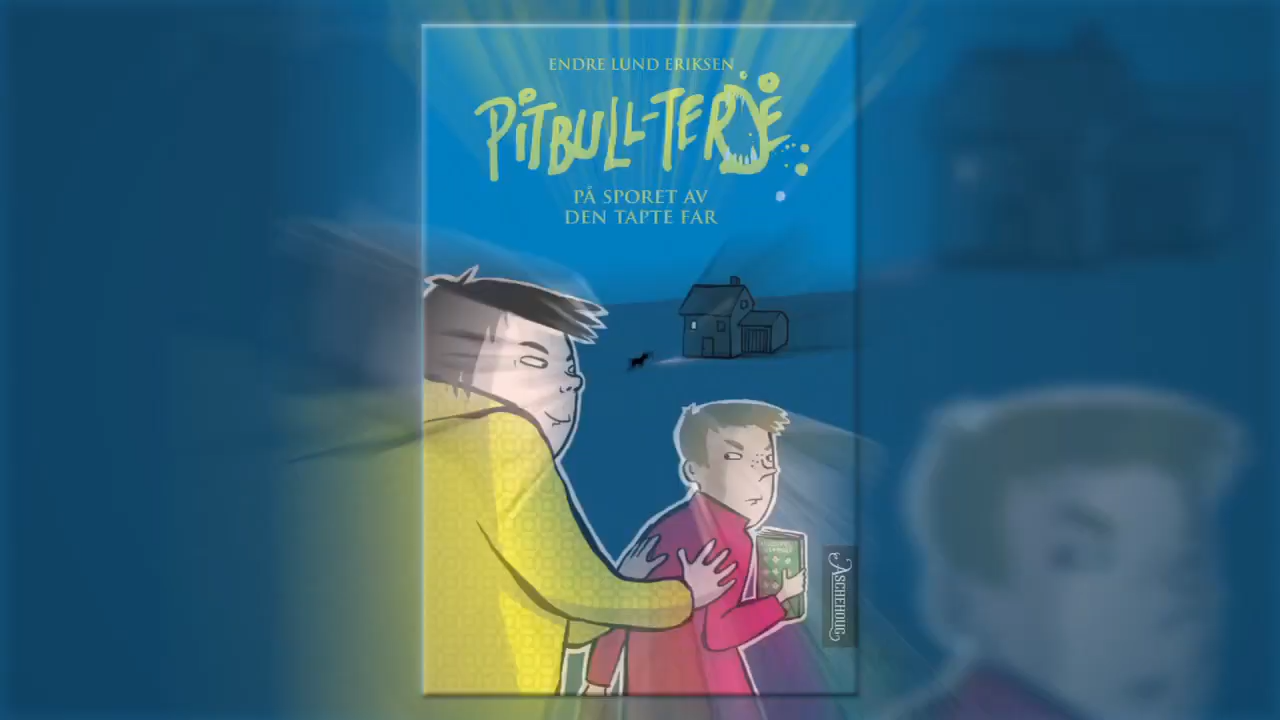 ENDRE LUND ERIKSEN
PITBULL-TERJE
PÅ SPORET AV
DEN TAPTE FAR
ASCHEHOUG